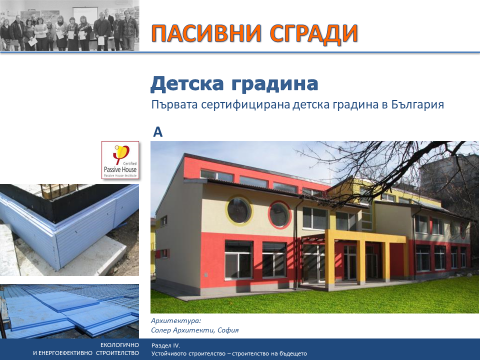 ПАСИВНИ СГРАДИ
Детска градина
Първата сертифицирана детска градина в България
А
Certified
Passive House
Passive House Institute
Архитектура:
Солер Архитекти, София
ЕКОЛОГИЧНО
И ЕНЕРГОЕФЕКТИВНО СТРОИТЕЛСТВО
Раздел IV.
Устойчивото строителство – строителство на бъдещето